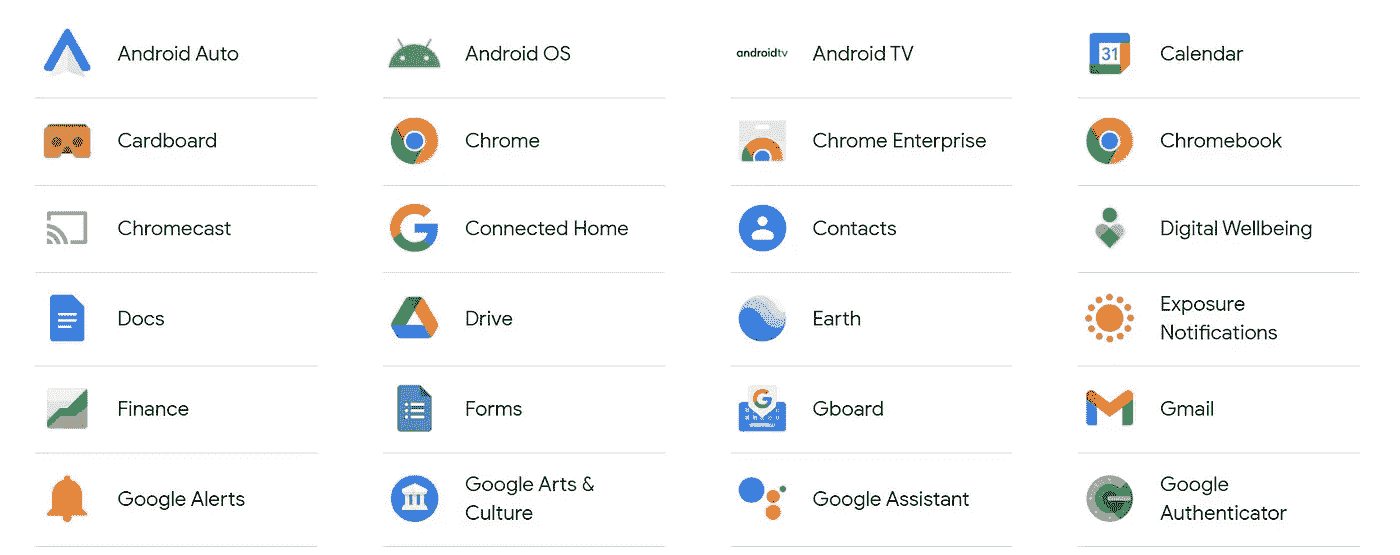 Android Auto
Android OS
androidtv
Android TV
31
Calendar
Cardboard
Chrome
Chrome Enterprise
Chromebook
Chromecast
G
Connected Home
Contacts
Digital Wellbeing
Docs
Drive
Earth
Exposure
Notifications
Finance
Forms
G
Gboard
Gmail
Google Alerts
Google Arts &
Culture
Google Assistant
Google
Authenticator